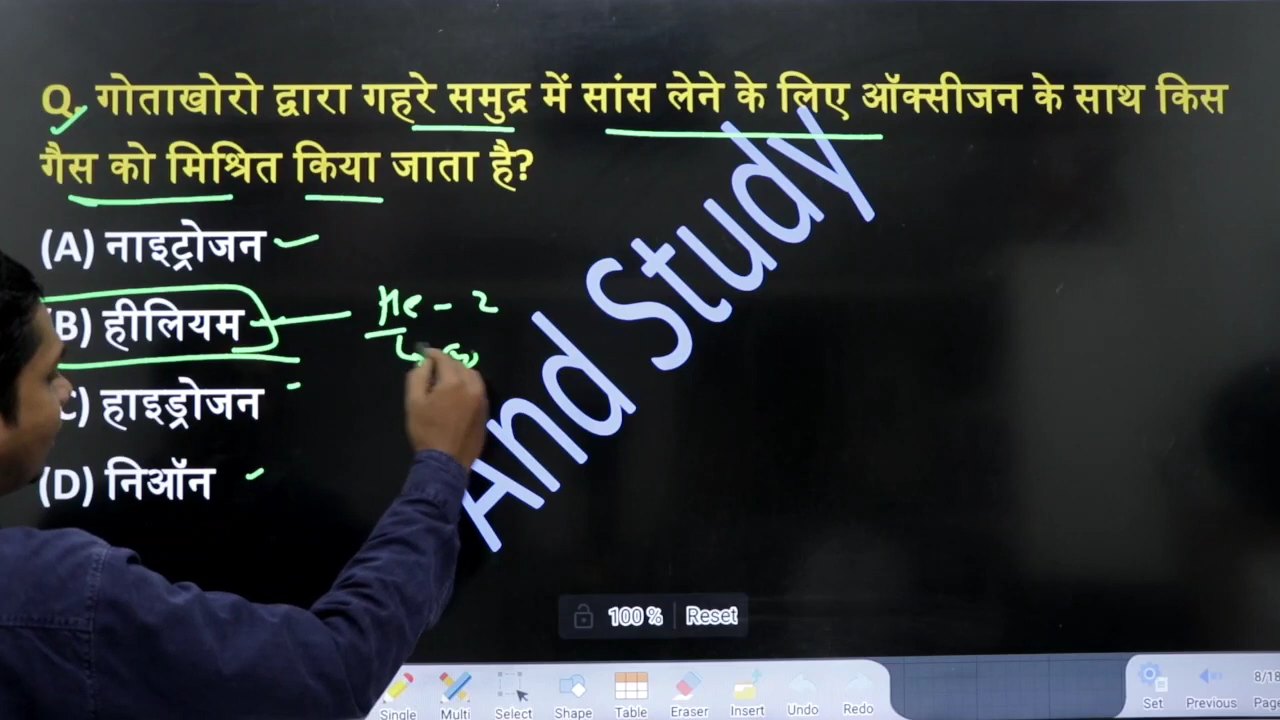 Q. गोताखोरो द्वारा गहरे समुद्र में सांस लेने के लिए ऑक्सीजन के साथ किस
गैस को मिश्रित किया जाता है?
(A) नाइट्रोजन
(B) हीलियम
He - 2
(C) हाइड्रोजन
(D) निऑन
And Study
100 % Reset
Single Multi Select Shape Table Eraser Insert Undo Redo Set Previous Page
8/18